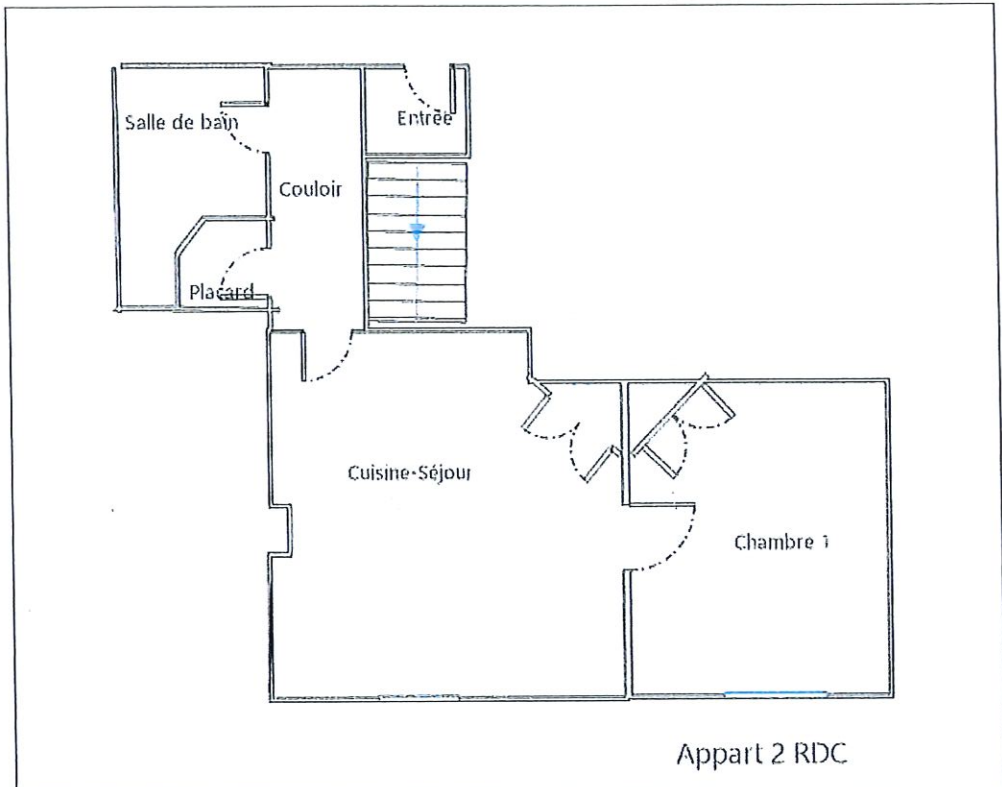 Salle de bain
Entrée
Couloir
Placard
Cuisine-Séjour
Chambre 1
Appart 2 RDC